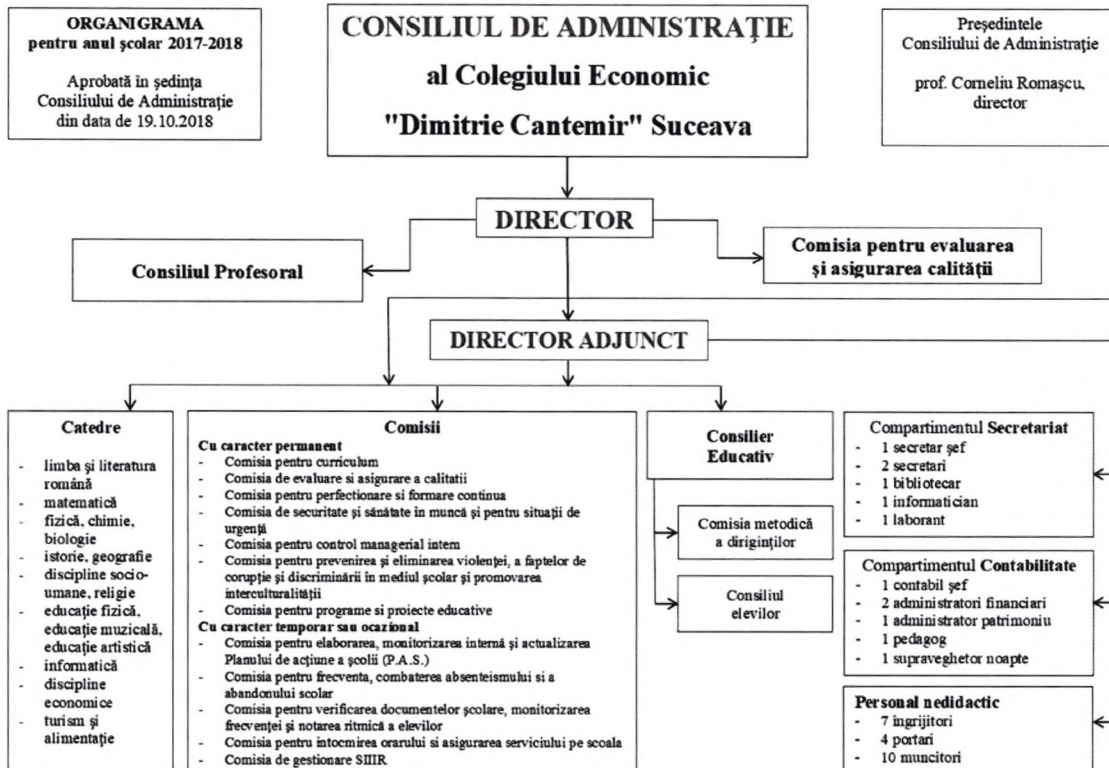 ORGANIGRAMA
pentru anul şcolar 2017-2018
Aprobată în şedinţa
Consiliului de Administraţie
din data de 19.10.2018
CONSILIUL DE ADMINISTRAŢIE
al Colegiului Economic
"Dimitrie Cantemir" Suceava
Preşedintele
Consiliului de Administraţie
prof. Corneliu Romaşcu,
director
DIRECTOR
Consiliul Profesoral
Comisia pentru evaluarea
şi asigurarea calităţii
DIRECTOR ADJUNCT
Catedre
- limba şi literatura
română
- matematică
- fizică, chimie,
biologie
- istorie, geografie
- discipline socio-
umane, religie
- educaţie fizică,
educaţie muzicală,
educaţie artistică
- informatică
- discipline
economice
- turism şi
alimentaţie
Comisii
Cu caracter permanent
- Comisia pentru curriculum
- Comisia de evaluare si asigurare a calitatii
- Comisia pentru perfectionare si formare continua
- Comisia de securitate şi sănătate în muncă şi pentru situaţii de
urgenţă
- Comisia pentru control managerial intern
- Comisia pentru prevenirea şi eliminarea violenţei, a faptelor de
corupţie şi discriminării în mediul şcolar şi promovarea
interculturalităţii
- Comisia pentru programe si proiecte educative
Cu caracter temporar sau ocazional
- Comisia pentru elaborarea, monitorizarea internă şi actualizarea
Planului de acţiune a şcolii (P.A.S.)
- Comisia pentru frecventa, combaterea absenteismului si a
abandonului scolar
- Comisia pentru verificarea documentelor şcolare, monitorizarea
frecvenţei şi notarea ritmică a elevilor
- Comisia pentru intocmirea orarului si asigurarea serviciului pe scoala
- Comisia de gestionare SIIIR
Consilier
Educativ
Comisia metodică
a diriginţilor
Consiliul
elevilor
Compartimentul Secretariat
- 1 secretar şef
- 2 secretari
- 1 bibliotecar
- 1 informatician
- 1 laborant
Compartimentul Contabilitate
- 1 contabil şef
- 2 administratori financiari
- 1 administrator patrimoniu
- 1 pedagog
- 1 supraveghetor noapte
Personal nedidactic
- 7 îngrijitori
- 4 portari
- 10 muncitori